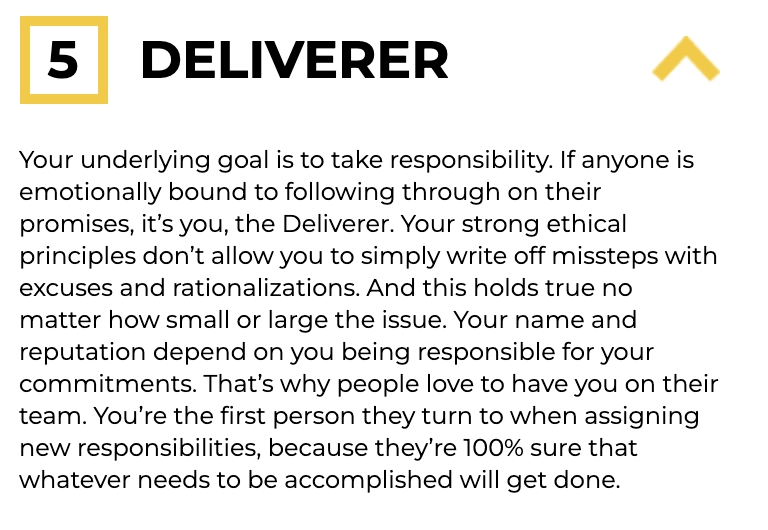 5 DELIVERER
Your underlying goal is to take responsibility. If anyone is
emotionally bound to following through on their
promises, it’s you, the Deliverer. Your strong ethical
principles don’t allow you to simply write off missteps with
excuses and rationalizations. And this holds true no
matter how small or large the issue. Your name and
reputation depend on you being responsible for your
commitments. That’s why people love to have you on their
team. You’re the first person they turn to when assigning
new responsibilities, because they’re 100% sure that
whatever needs to be accomplished will get done.